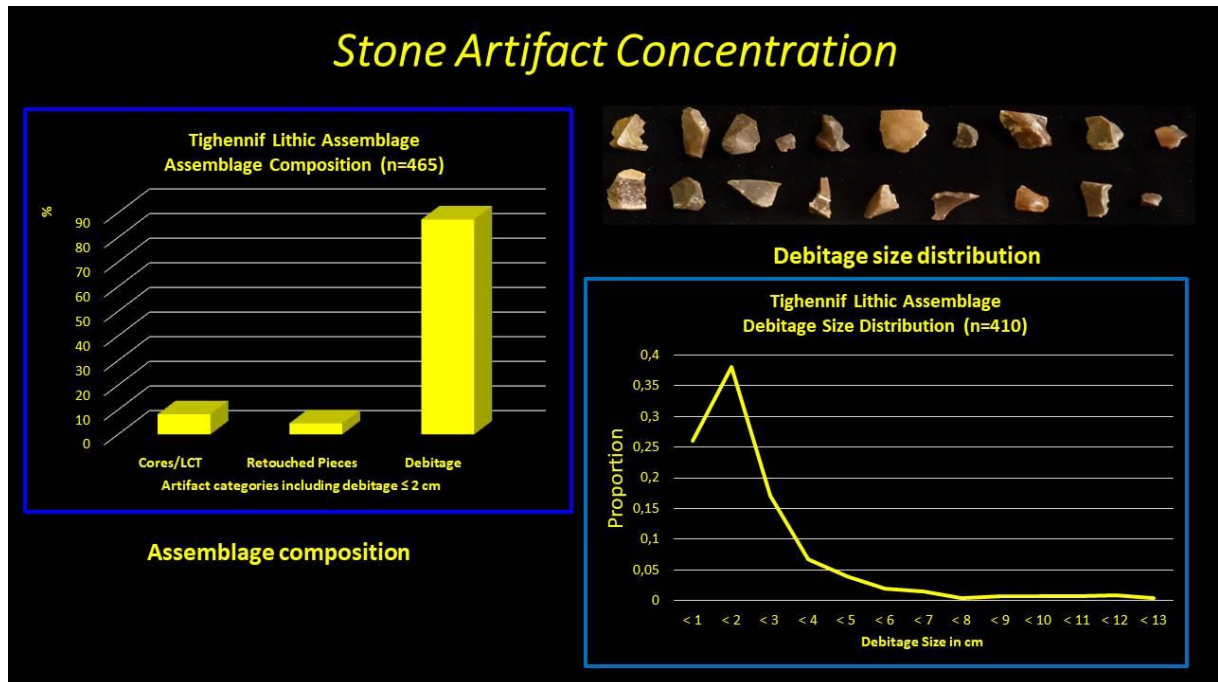 Stone Artifact Concentration
Tighennif Lithic Assemblage
Assemblage Composition (n=465)
%
90
80
70
60
50
40
30
20
10
0
Cores/LCT Retouched Pieces Debitage
Artifact categories including debitage ≤ 2 cm
Assemblage composition
Debitage size distribution
Tighennif Lithic Assemblage
Debitage Size Distribution (n=410)
Proportion
0,4
0,35
0,3
0,25
0,2
0,15
0,1
0,05
0
< 1 < 2 < 3 < 4 < 5 < 6 < 7 < 8 < 9 < 10 < 11 < 12 < 13
Debitage Size in cm